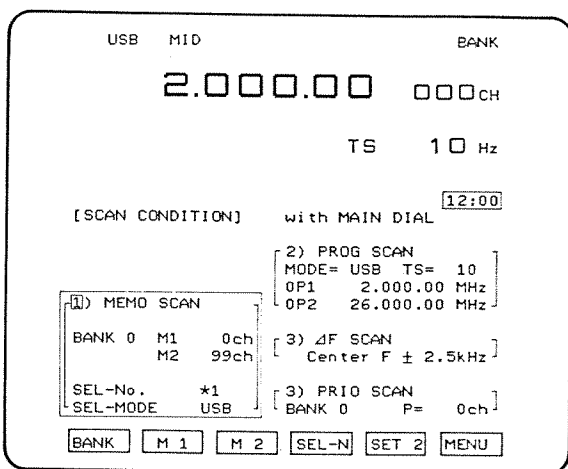 USB MID BANK
2.000.00 000CH
TS 10 Hz
12:00
[SCAN CONDITION] with MAIN DIAL
2) PROG SCAN
MODE= USB TS= 10
OP1 2.000.00 MHz
OP2 26.000.00 MHz
1) MEMO SCAN
BANK 0 M1 0ch
M2 99ch
SEL-No. *1
SEL-MODE USB
3) ⊿F SCAN
Center F ± 2.5kHz
3) PRIO SCAN
BANK 0 P= 0ch
BANK M 1 M 2 SEL-N SET 2 MENU